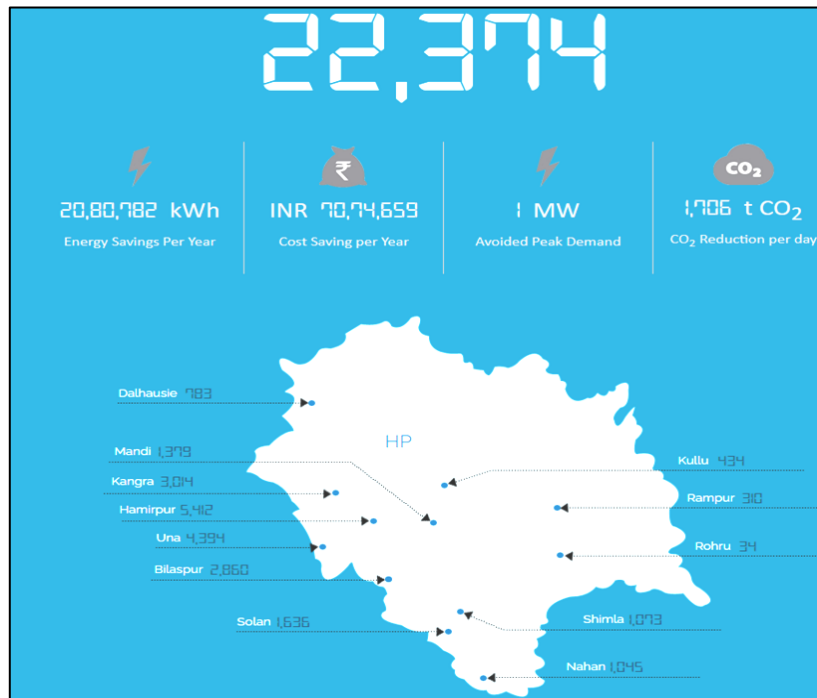 22,374
₹
CO₂
20,80,782 kWh
Energy Savings Per Year
INR 70,74,659
Cost Saving per Year
1 MW
Avoided Peak Demand
1,706 t CO₂
CO₂ Reduction per day
Dalhausie 783
HP
Mandi 1,379
Kullu 434
Kangra 3,014
Rampur 310
Hamirpur 5,412
Una 4,394
Rohru 34
Bilaspur 2,860
Solan 1,636
Shimla 1,073
Nahan 1,045